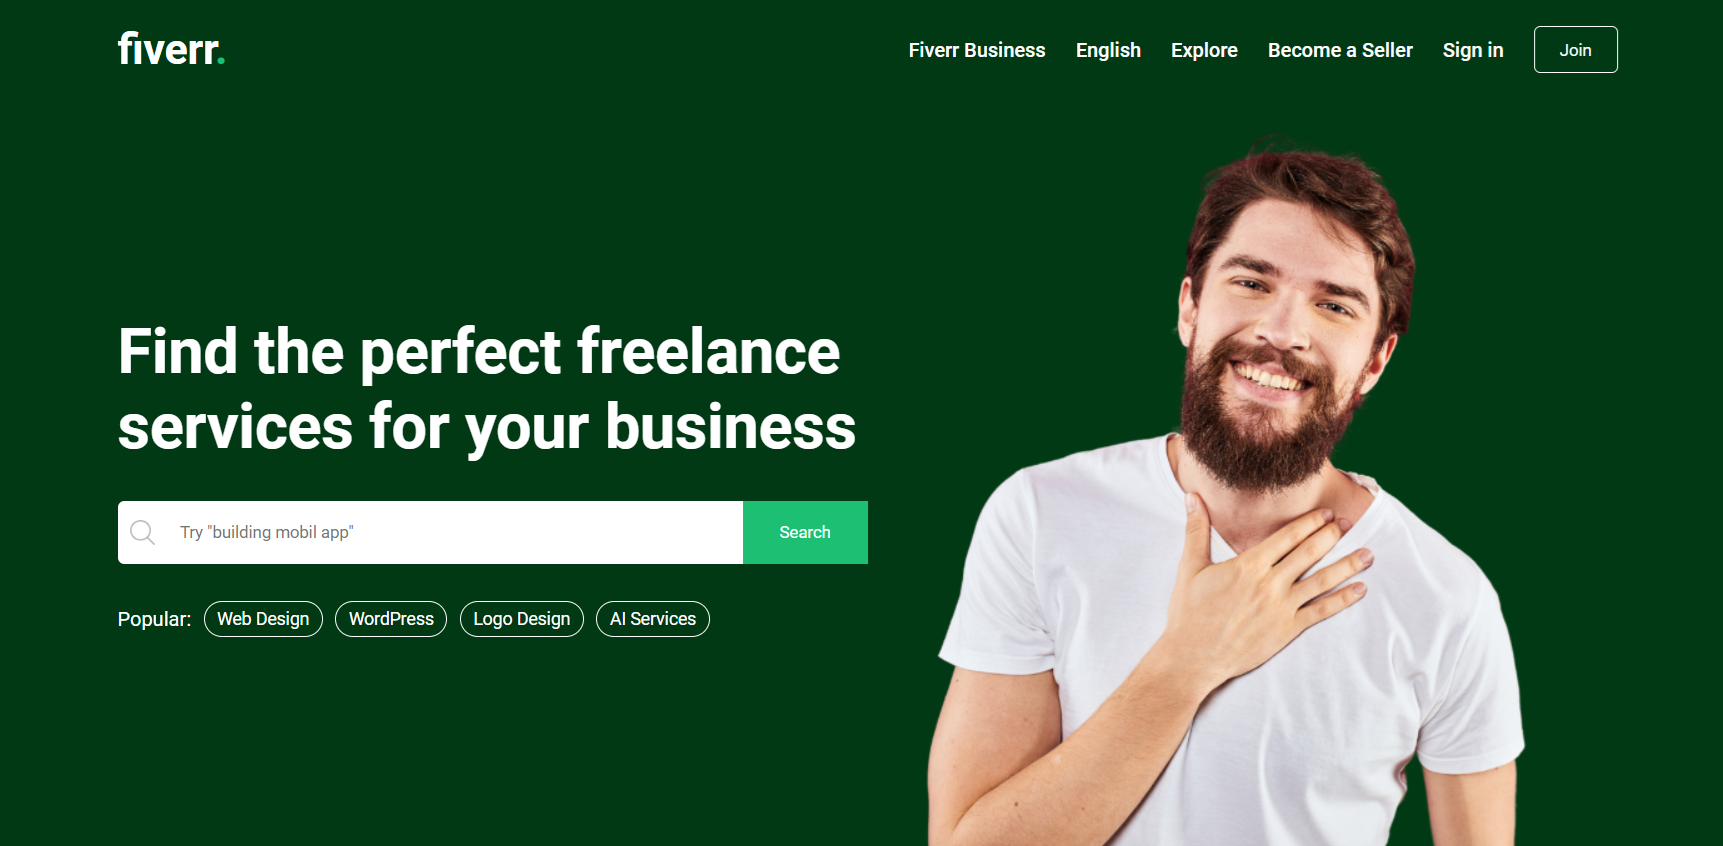 fiverr.
Fiverr Business English Explore Become a Seller Sign in Join
Find the perfect freelance
services for your business
Try "building mobil app" Search
Popular: Web Design WordPress Logo Design AI Services